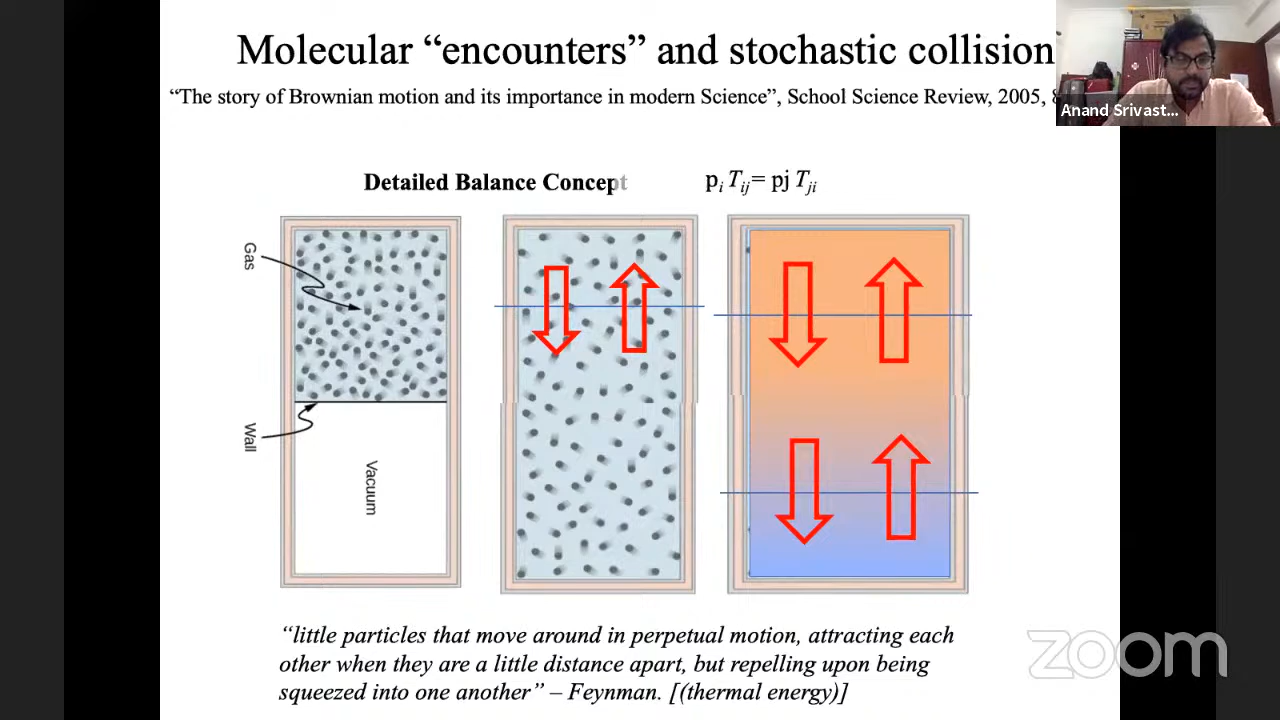 Molecular “encounters” and stochastic collision
“The story of Brownian motion and its importance in modern Science”, School Science Review, 2005,
Anand Srivast...
Detailed Balance Concept
pᵢ Tᵢⱼ= pj Tⱼᵢ
Gas
Wall
Vacuum
“little particles that move around in perpetual motion, attracting each
other when they are a little distance apart, but repelling upon being
squeezed into one another” – Feynman. [(thermal energy)]
zoom